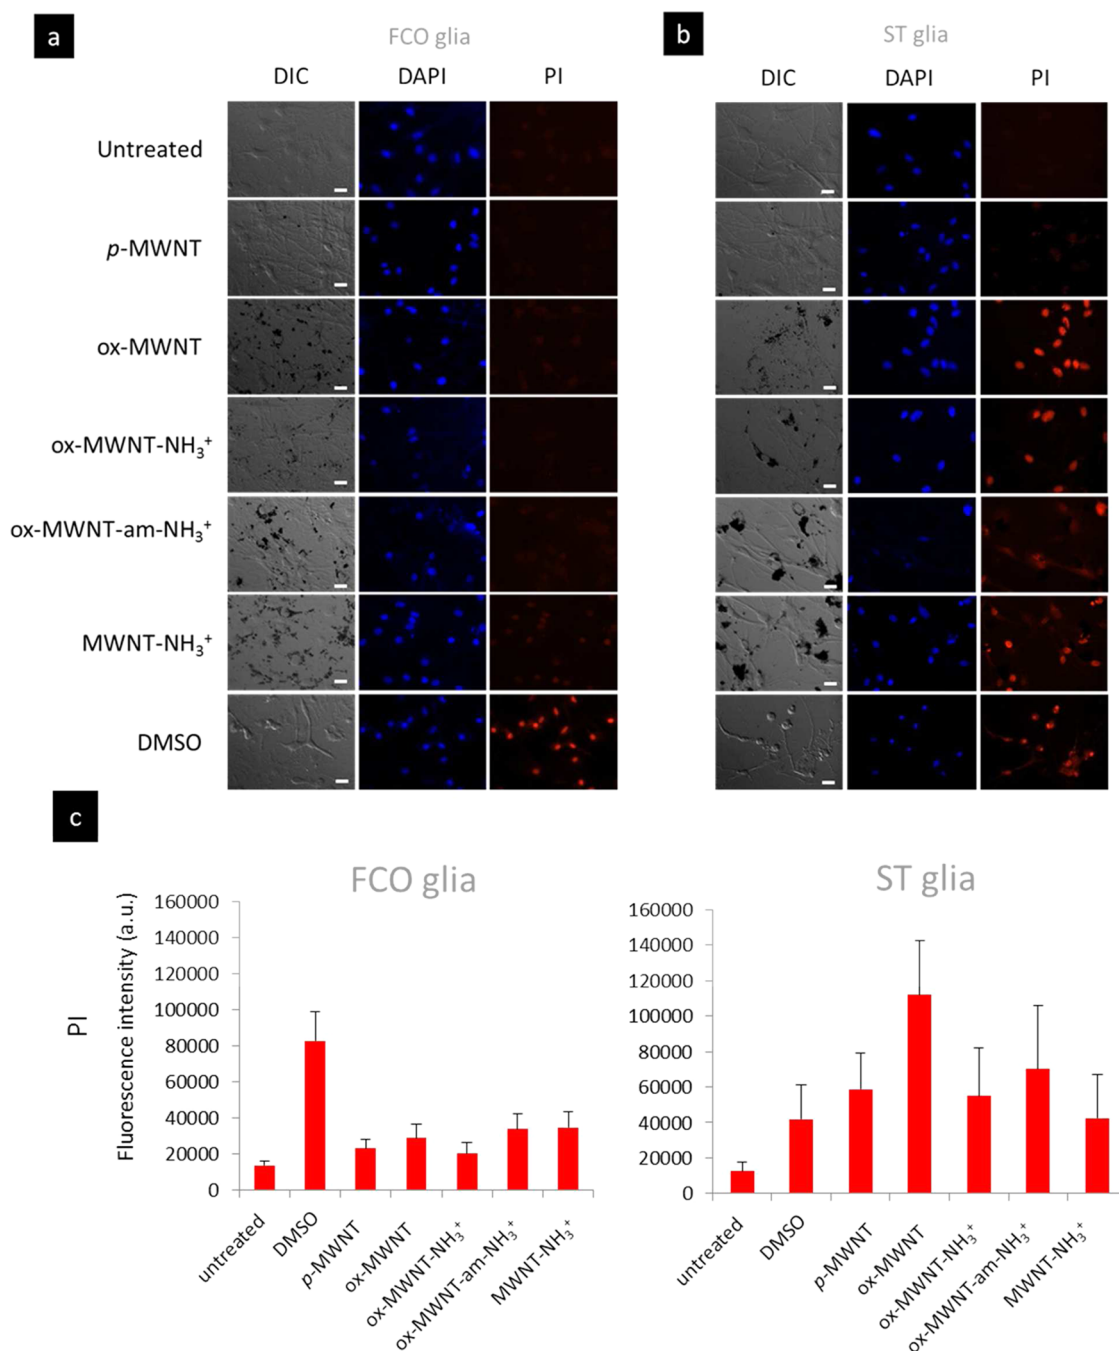 a
FCO glia
DIC DAPI PI
b
ST glia
DIC DAPI PI
Untreated
p-MWNT
ox-MWNT
ox-MWNT-NH₃⁺
ox-MWNT-am-NH₃⁺
MWNT-NH₃⁺
DMSO
c
FCO glia
PI
Fluorescence intensity (a.u.)
160000
140000
120000
100000
80000
60000
40000
20000
0
untreated
DMSO
p-MWNT
ox-MWNT
ox-MWNT-NH₃⁺
ox-MWNT-am-NH₃⁺
MWNT-NH₃⁺
ST glia
160000
140000
120000
100000
80000
60000
40000
20000
0
untreated
DMSO
p-MWNT
ox-MWNT
ox-MWNT-NH₃⁺
ox-MWNT-am-NH₃⁺
MWNT-NH₃⁺